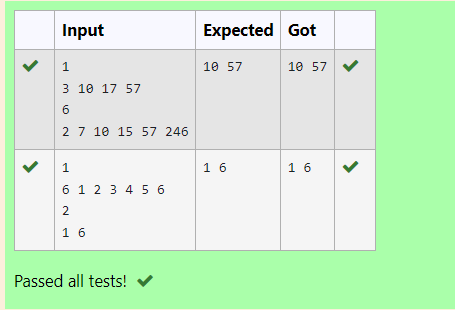 Input Expected Got
1 10 57 10 57
3 10 17 57
6
2 7 10 15 57 246
1 1 6 1 6
6 1 2 3 4 5 6
2
1 6
Passed all tests!